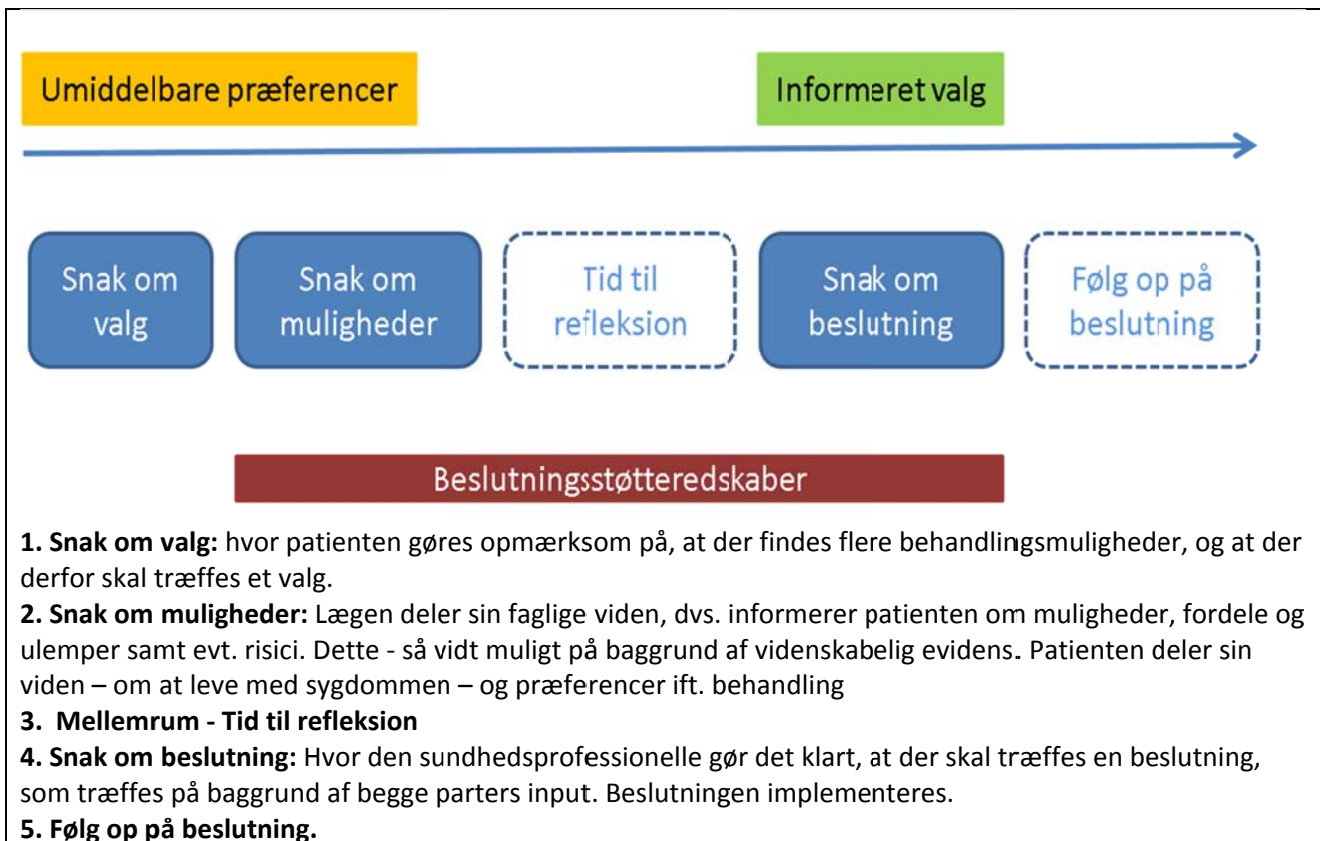 Umiddelbare præferencer
Informeret valg
Snak om
valg
Snak om
muligheder
Tid til
refleksion
Snak om
beslutning
Følg op på
beslutning
Beslutningsstøtteredskaber
1. Snak om valg: hvor patienten gøres opmærksom på, at der findes flere behandlingsmuligheder, og at der
derfor skal træffes et valg.
2. Snak om muligheder: Lægen deler sin faglige viden, dvs. informerer patienten om muligheder, fordele og
ulemper samt evt. risici. Dette - så vidt muligt på baggrund af videnskabelig evidens. Patienten deler sin
viden – om at leve med sygdommen – og præferencer ift. behandling
3. Mellemrum - Tid til refleksion
4. Snak om beslutning: Hvor den sundhedsprofessionelle gør det klart, at der skal træffes en beslutning,
som træffes på baggrund af begge parters input. Beslutningen implementeres.
5. Følg op på beslutning.